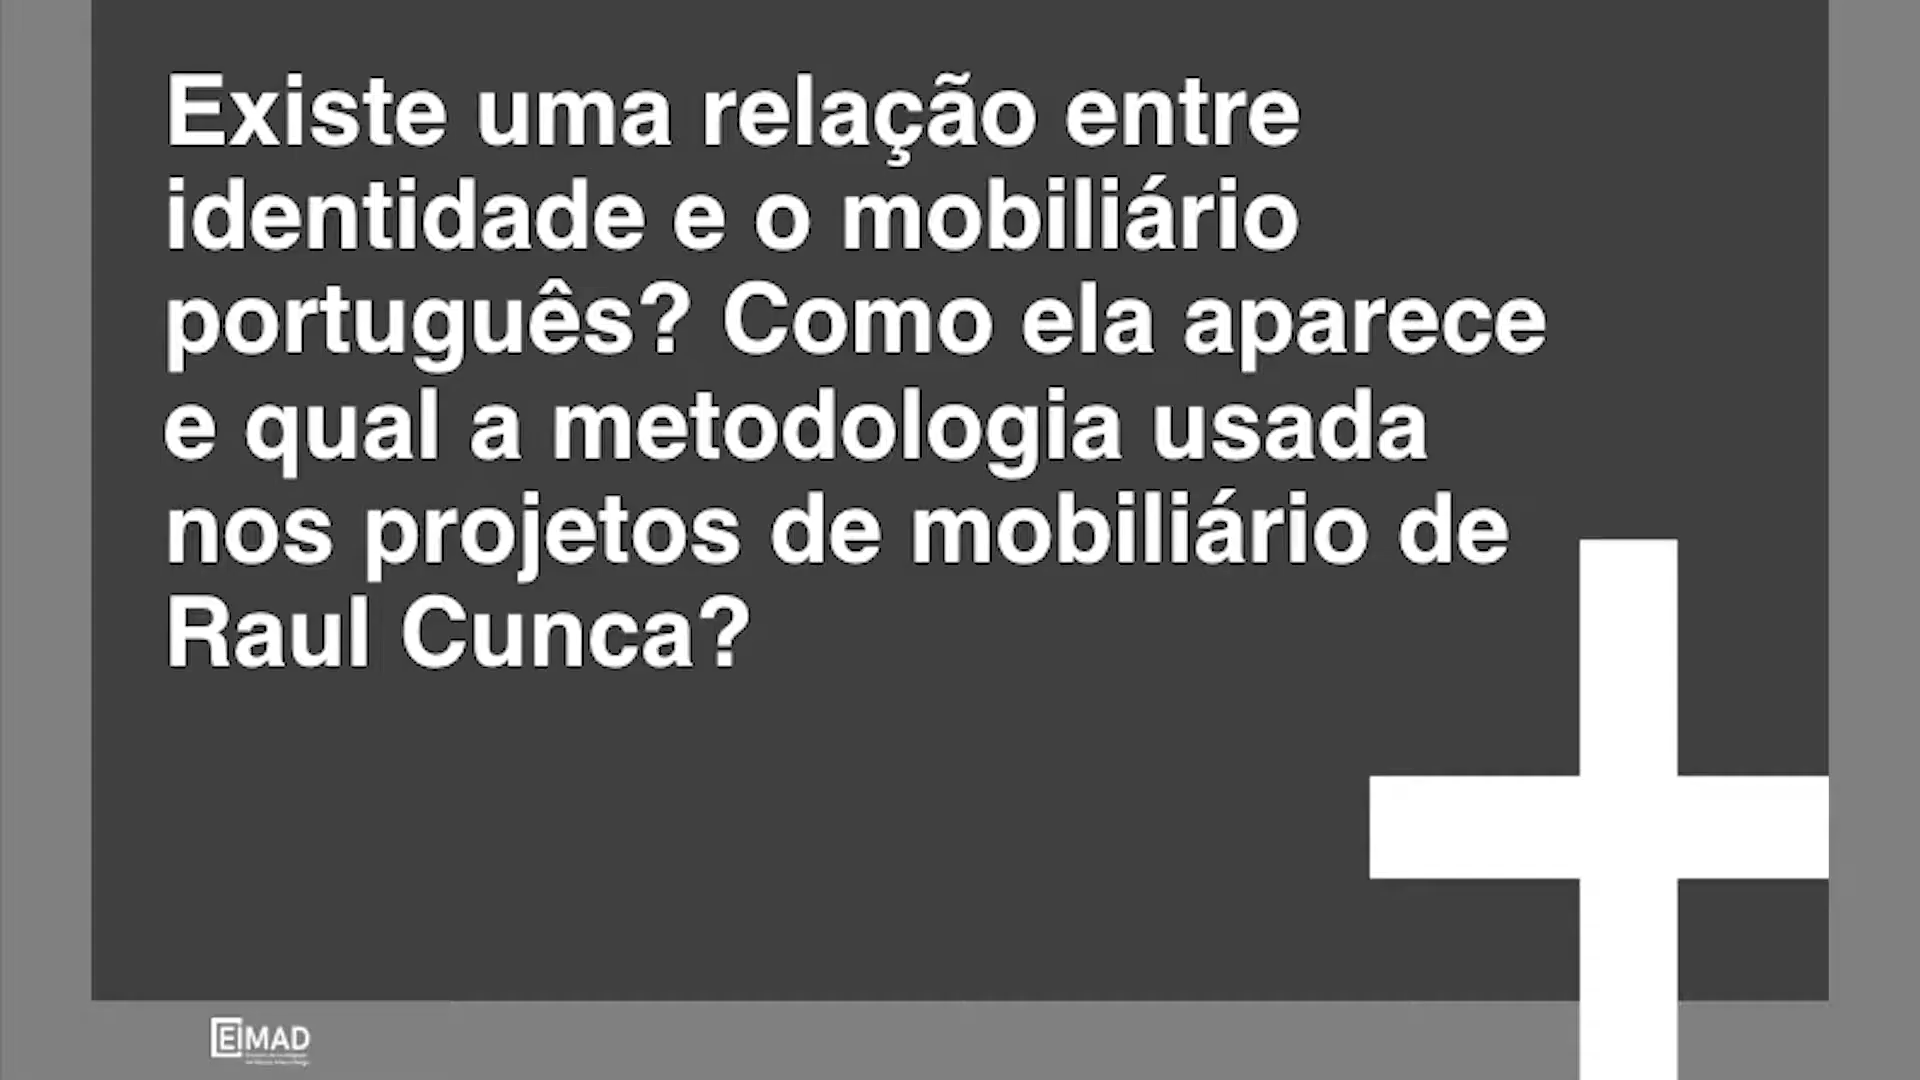 Existe uma relação entre
identidade e o mobiliário
português? Como ela aparece
e qual a metodologia usada
nos projetos de mobiliário de
Raul Cunca?
EIMAD